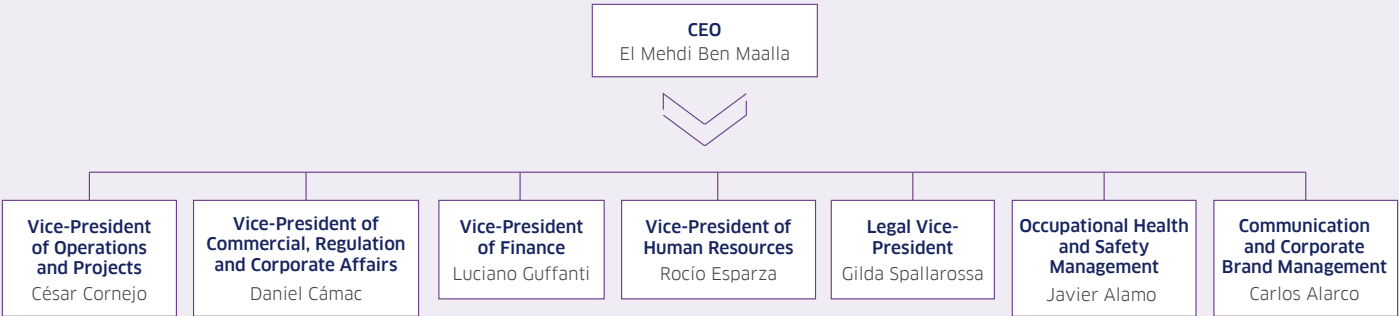 CEO
El Mehdi Ben Maalla
Vice-President
of Operations
and Projects
César Cornejo
Vice-President of
Commercial, Regulation
and Corporate Affairs
Daniel Cámac
Vice-President
of Finance
Luciano Guffanti
Vice-President of
Human Resources
Rocío Esparza
Legal Vice-
President
Gilda Spallarossa
Occupational Health
and Safety
Management
Javier Alamo
Communication
and Corporate
Brand Management
Carlos Alarco